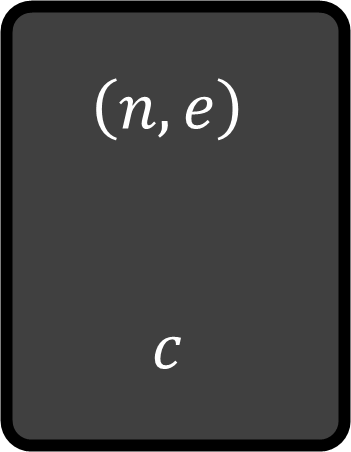 (n, e)
c